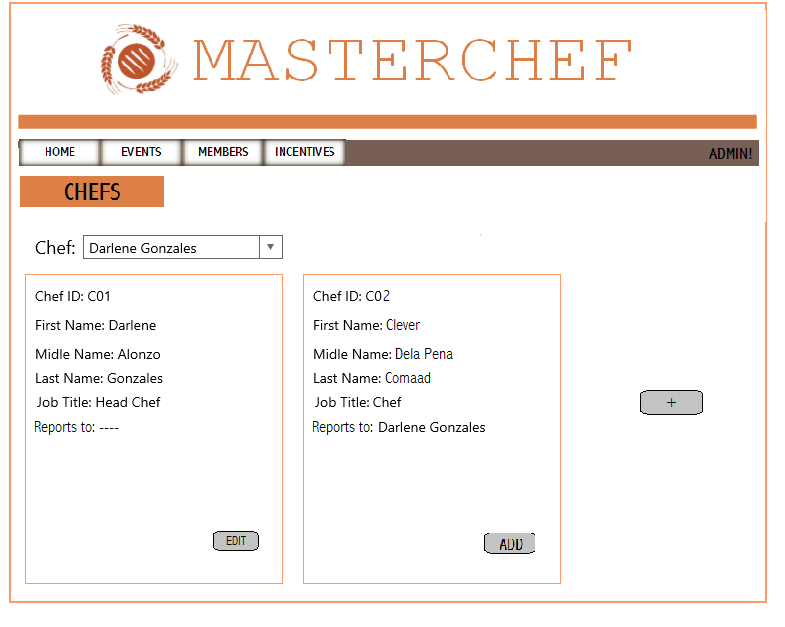 MASTERCHEF
HOME EVENTS MEMBERS INCENTIVES ADMIN!
CHEFS
Chef: Darlene Gonzales
Chef ID: C01
First Name: Darlene
Midle Name: Alonzo
Last Name: Gonzales
Job Title: Head Chef
Reports to: ----
EDIT
Chef ID: C02
First Name: Clever
Midle Name: Dela Pena
Last Name: Comaad
Job Title: Chef
Reports to: Darlene Gonzales
ADD
+